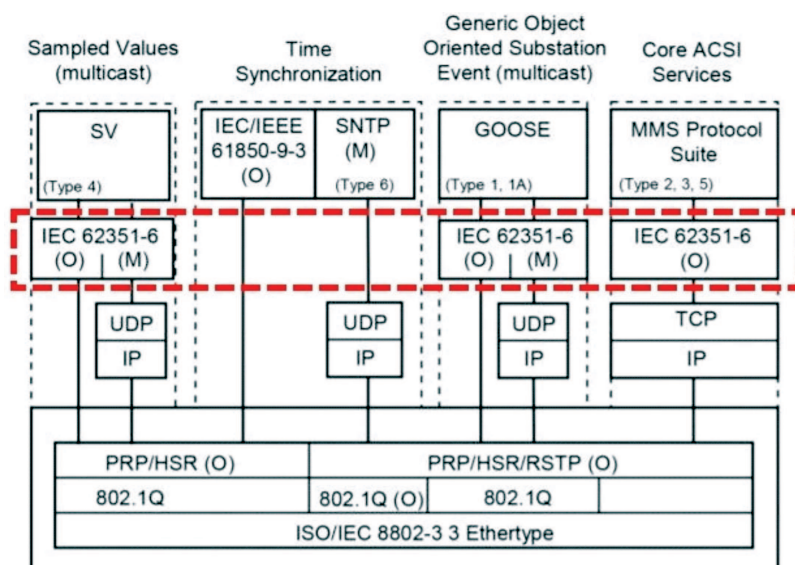 Sampled Values
(multicast)
Time
Synchronization
Generic Object
Oriented Substation
Event (multicast)
Core ACSI
Services
SV
(Type 4)
IEC/IEEE
61850-9-3
(O)
SNTP
(M)
(Type 6)
GOOSE
(Type 1, 1A)
MMS Protocol
Suite
(Type 2, 3, 5)
IEC 62351-6
(O) | (M)
IEC 62351-6
(O) | (M)
IEC 62351-6
(O)
UDP
IP
UDP
IP
UDP
IP
TCP
IP
PRP/HSR (O)
PRP/HSR/RSTP (O)
802.1Q
802.1Q (O)
802.1Q
ISO/IEC 8802-3 3 Ethertype